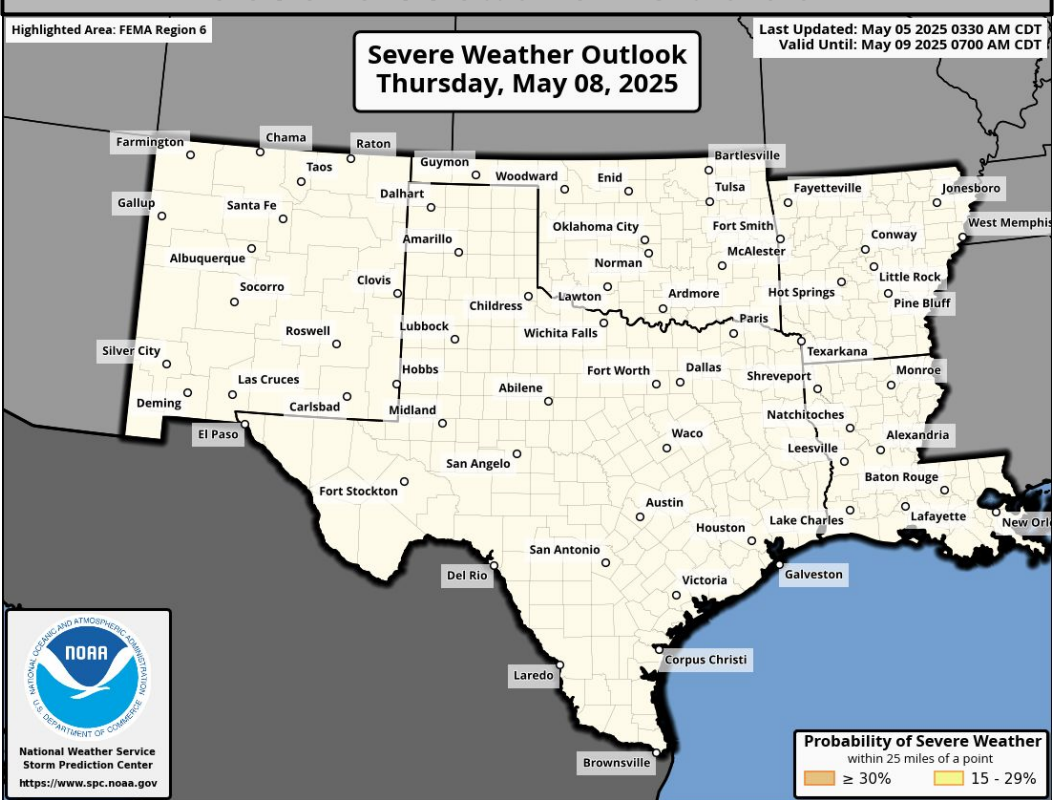 Highlighted Area: FEMA Region 6
Severe Weather Outlook
Thursday, May 08, 2025
Last Updated: May 05 2025 0330 AM CDT
Valid Until: May 09 2025 0700 AM CDT
Farmington
Chama
Raton
Taos
Guymon
Woodward
Enid
Bartlesville
Tulsa
Fayetteville
Jonesboro
Gallup
Santa Fe
Dalhart
Oklahoma City
Fort Smith
West Memphis
Albuquerque
Amarillo
Norman
McAlester
Conway
Socorro
Clovis
Childress
Lawton
Ardmore
Hot Springs
Little Rock
Pine Bluff
Roswell
Lubbock
Wichita Falls
Paris
Texarkana
Silver City
Las Cruces
Hobbs
Abilene
Fort Worth
Dallas
Shreveport
Monroe
Deming
Carlsbad
Midland
Natchitoches
El Paso
Waco
Leesville
Alexandria
San Angelo
Fort Stockton
Baton Rouge
Austin
Houston
Lake Charles
Lafayette
New Orl
San Antonio
Del Rio
Victoria
Galveston
Corpus Christi
Laredo
Brownsville
NATIONAL OCEANIC AND ATMOSPHERIC ADMINISTRATION
NOAA
U.S. DEPARTMENT OF COMMERCE
National Weather Service
Storm Prediction Center
https://www.spc.noaa.gov
Probability of Severe Weather
within 25 miles of a point
≥ 30%
15 - 29%